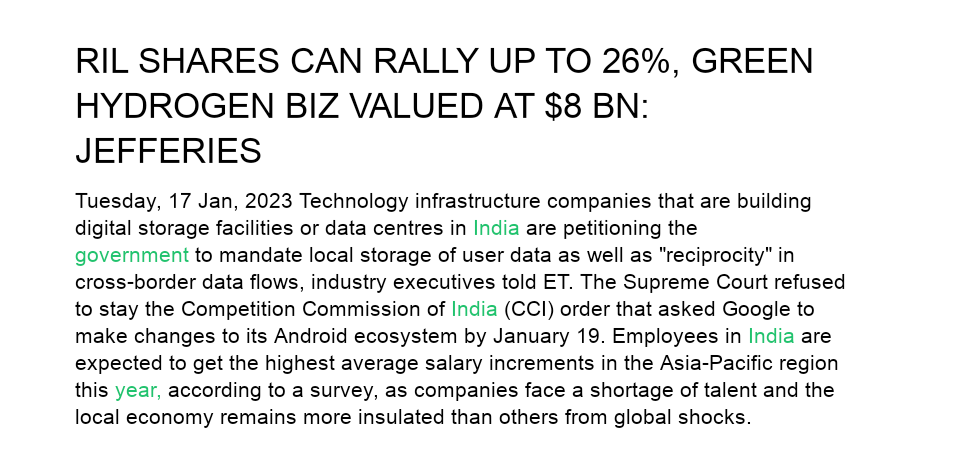 RIL SHARES CAN RALLY UP TO 26%, GREEN
HYDROGEN BIZ VALUED AT $8 BN:
JEFFERIES
Tuesday, 17 Jan, 2023 Technology infrastructure companies that are building
digital storage facilities or data centres in India are petitioning the
government to mandate local storage of user data as well as "reciprocity" in
cross-border data flows, industry executives told ET. The Supreme Court refused
to stay the Competition Commission of India (CCI) order that asked Google to
make changes to its Android ecosystem by January 19. Employees in India are
expected to get the highest average salary increments in the Asia-Pacific region
this year, according to a survey, as companies face a shortage of talent and the
local economy remains more insulated than others from global shocks.